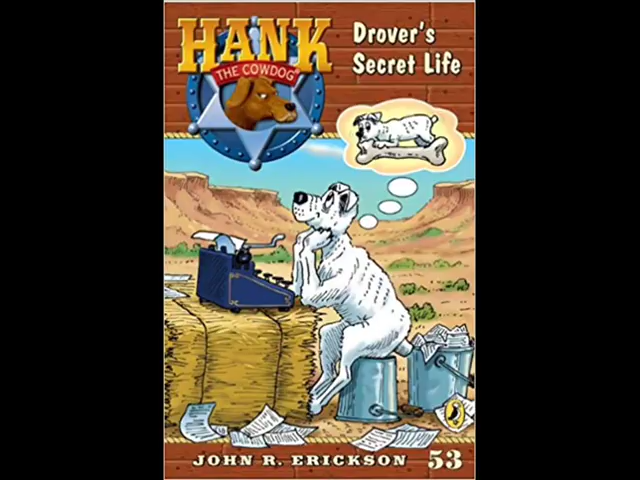 HANK
THE COWDOG®
Drover's
Secret Life
JOHN R. ERICKSON 53